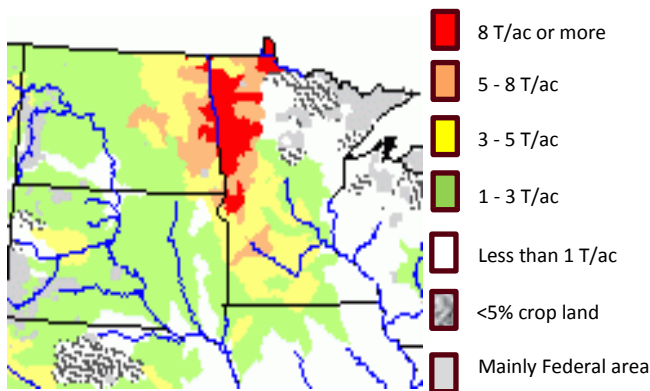 8 T/ac or more
5 - 8 T/ac
3 - 5 T/ac
1 - 3 T/ac
Less than 1 T/ac
<5% crop land
Mainly Federal area